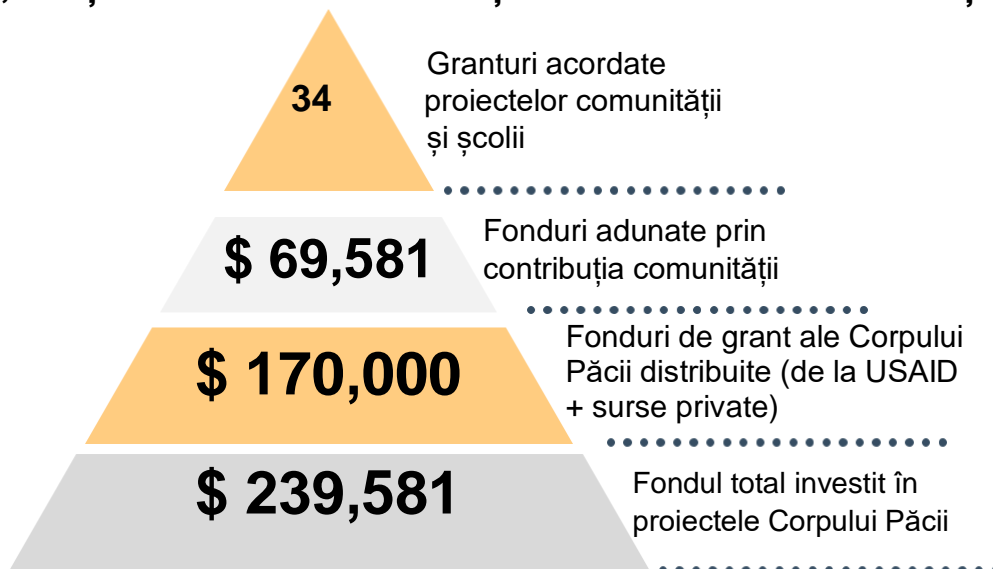 34
Granturi acordate
proiectelor comunității
și școlii
$ 69,581
Fonduri adunate prin
contribuția comunității
$ 170,000
Fonduri de grant ale Corpului
Păcii distribuite (de la USAID
+ surse private)
$ 239,581
Fondul total investit în
proiectele Corpului Păcii